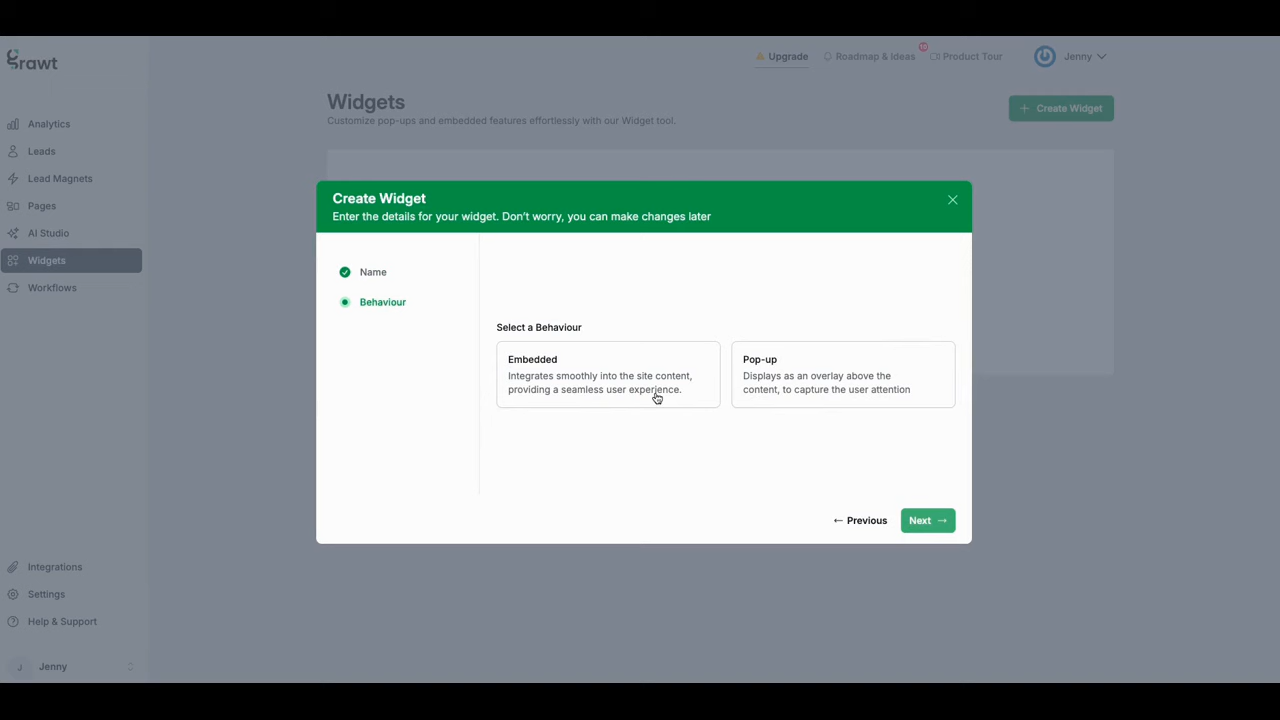 Brawt
Upgrade
Roadmap & Ideas
Product Tour
Jenny
Analytics
Leads
Lead Magnets
Pages
AI Studio
Widgets
Workflows
Integrations
Settings
Help & Support
J Jenny
Widgets
Customize pop-ups and embedded features effortlessly with our Widget tool.
+ Create Widget
Create Widget
Enter the details for your widget. Don't worry, you can make changes later
Name
Behaviour
Select a Behaviour
Embedded
Integrates smoothly into the site content,
providing a seamless user experience.
Pop-up
Displays as an overlay above the
content, to capture the user attention
← Previous
Next →